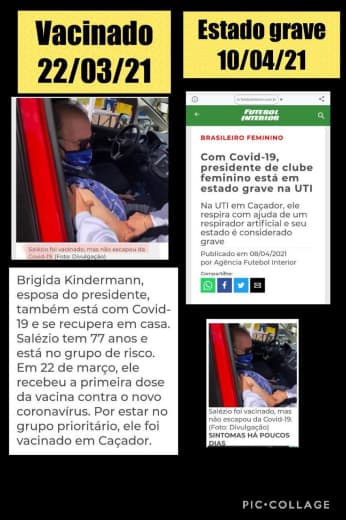 Vacinado
22/03/21
Estado grave
10/04/21
Salézio foi vacinado, mas não escapou da
Covid-19. (Foto: Divulgação)
Brigida Kindermann,
esposa do presidente,
também está com Covid-
19 e se recupera em casa.
Salézio tem 77 anos e
está no grupo de risco.
Em 22 de março, ele
recebeu a primeira dose
da vacina contra o novo
coronavírus. Por estar no
grupo prioritário, ele foi
vacinado em Caçador.
FUTEBOL
INTERIOR
BRASILEIRO FEMININO
Com Covid-19,
presidente de clube
feminino está em
estado grave na UTI
Na UTI em Caçador, ele
respira com ajuda de um
respirador artificial e seu
estado é considerado
grave
Publicado em 08/04/2021
por Agência Futebol Interior
Compartilhe:
Salézio foi vacinado, mas
não escapou da Covid-19.
(Foto: Divulgação)
SINTOMAS HÁ POUCOS
DIAS
PIC•COLLAGE